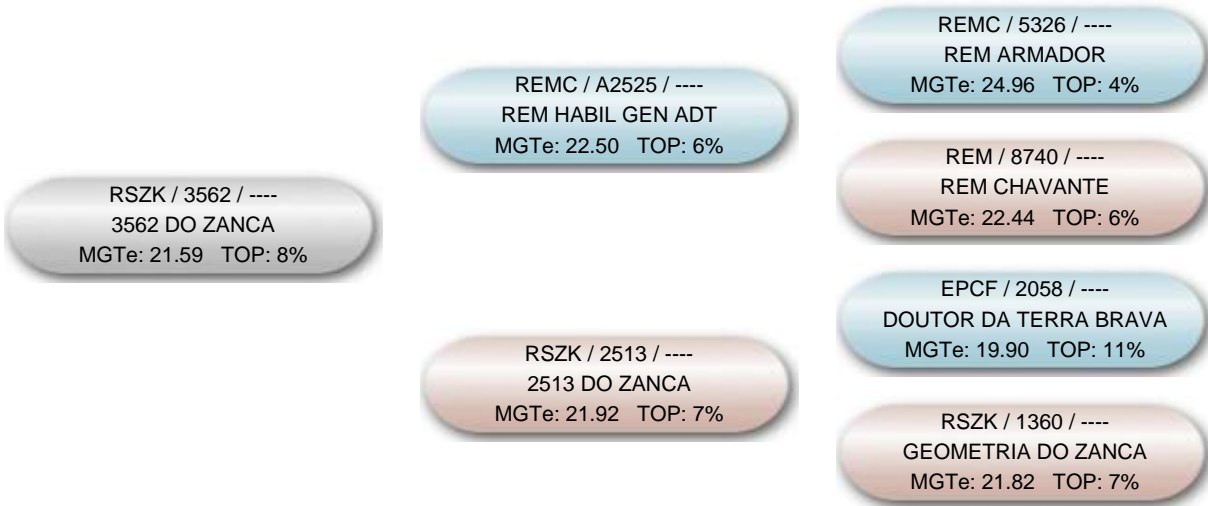 RSZK / 3562 / ----
3562 DO ZANCA
MGTe: 21.59 TOP: 8%
REMC / A2525 / ----
REM HABIL GEN ADT
MGTe: 22.50 TOP: 6%
RSZK / 2513 / ----
2513 DO ZANCA
MGTe: 21.92 TOP: 7%
REMC / 5326 / ----
REM ARMADOR
MGTe: 24.96 TOP: 4%
REM / 8740 / ----
REM CHAVANTE
MGTe: 22.44 TOP: 6%
EPCF / 2058 / ----
DOUTOR DA TERRA BRAVA
MGTe: 19.90 TOP: 11%
RSZK / 1360 / ----
GEOMETRIA DO ZANCA
MGTe: 21.82 TOP: 7%